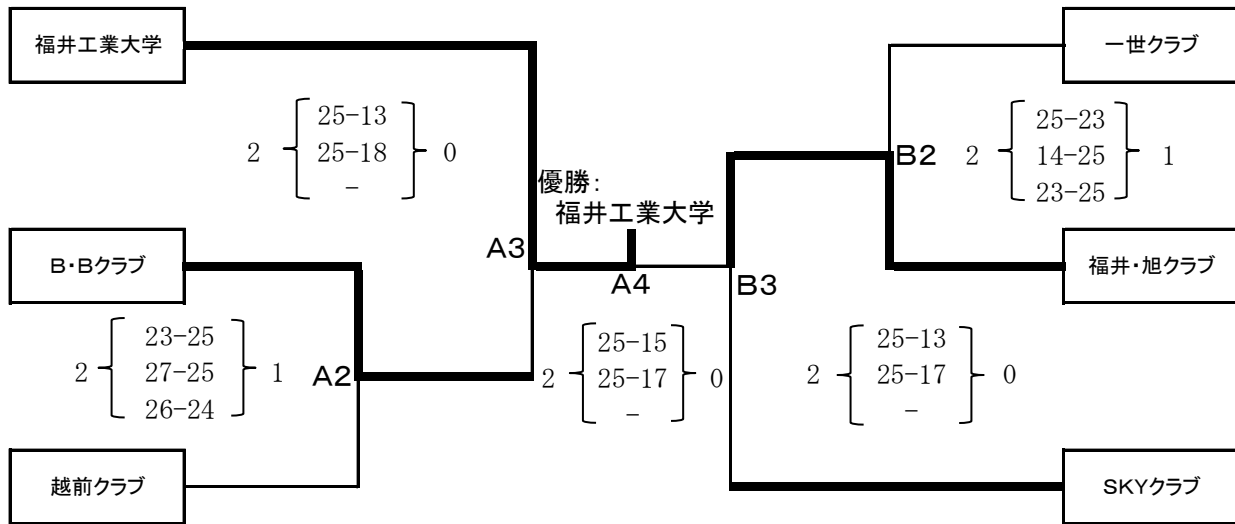 福井工業大学
一世クラブ
25-13
2 25-18 0
-
25-23
B2 2 14-25 1
23-25
優勝:
福井工業大学
A3
B・Bクラブ
福井・旭クラブ
A4
B3
23-25
2 27-25 1 A2
26-24
25-15
2 25-17 0
-
25-13
2 25-17 0
-
越前クラブ
SKYクラブ